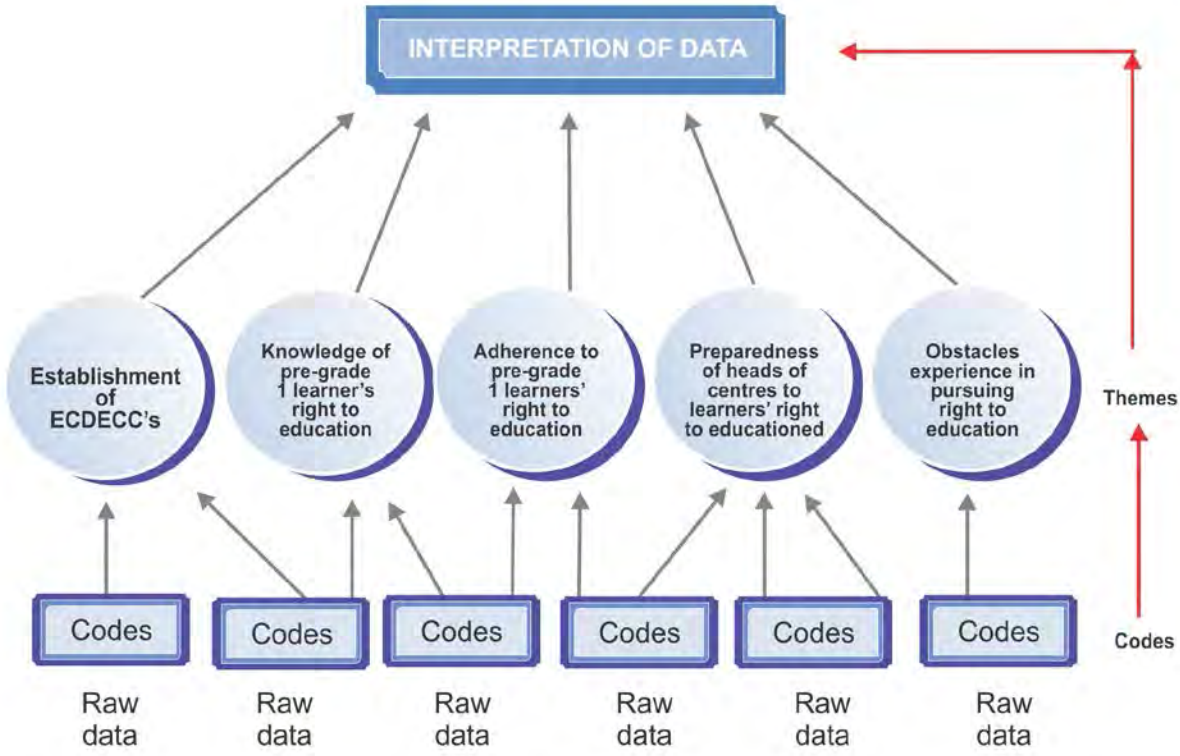 INTERPRETATION OF DATA
Establishment
of
ECDECC's
Knowledge of
pre-grade
1 learner's
right to
education
Adherence to
pre-grade
1 learners'
right to
education
Preparedness
of heads of
centres to
learners' right
to educationed
Obstacles
experience in
pursuing
right to
education
Themes
Codes
Codes
Codes
Codes
Codes
Codes
Codes
Raw
data
Raw
data
Raw
data
Raw
data
Raw
data
Raw
data